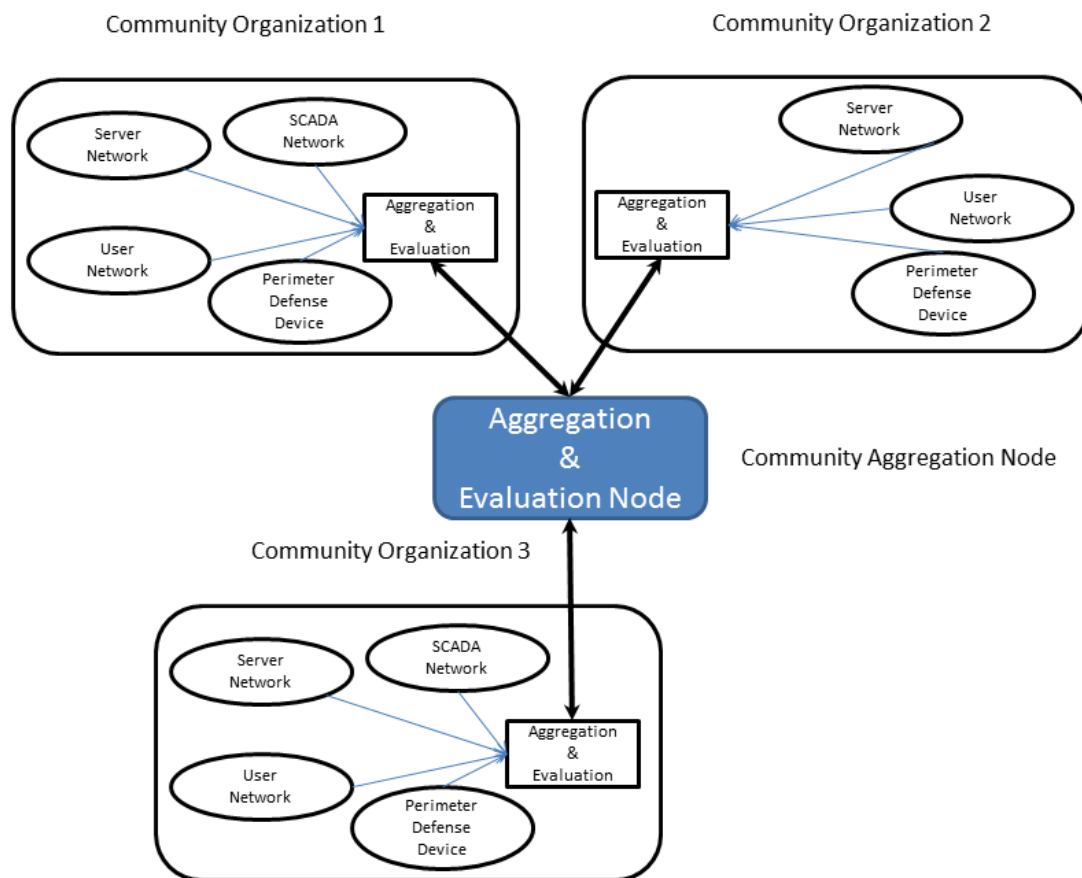 Community Organization 1
Community Organization 2
Server
Network
SCADA
Network
Aggregation
&
Evaluation
User
Network
Perimeter
Defense
Device
Server
Network
Aggregation
&
Evaluation
User
Network
Perimeter
Defense
Device
Aggregation
&
Evaluation Node
Community Aggregation Node
Community Organization 3
Server
Network
SCADA
Network
Aggregation
&
Evaluation
User
Network
Perimeter
Defense
Device